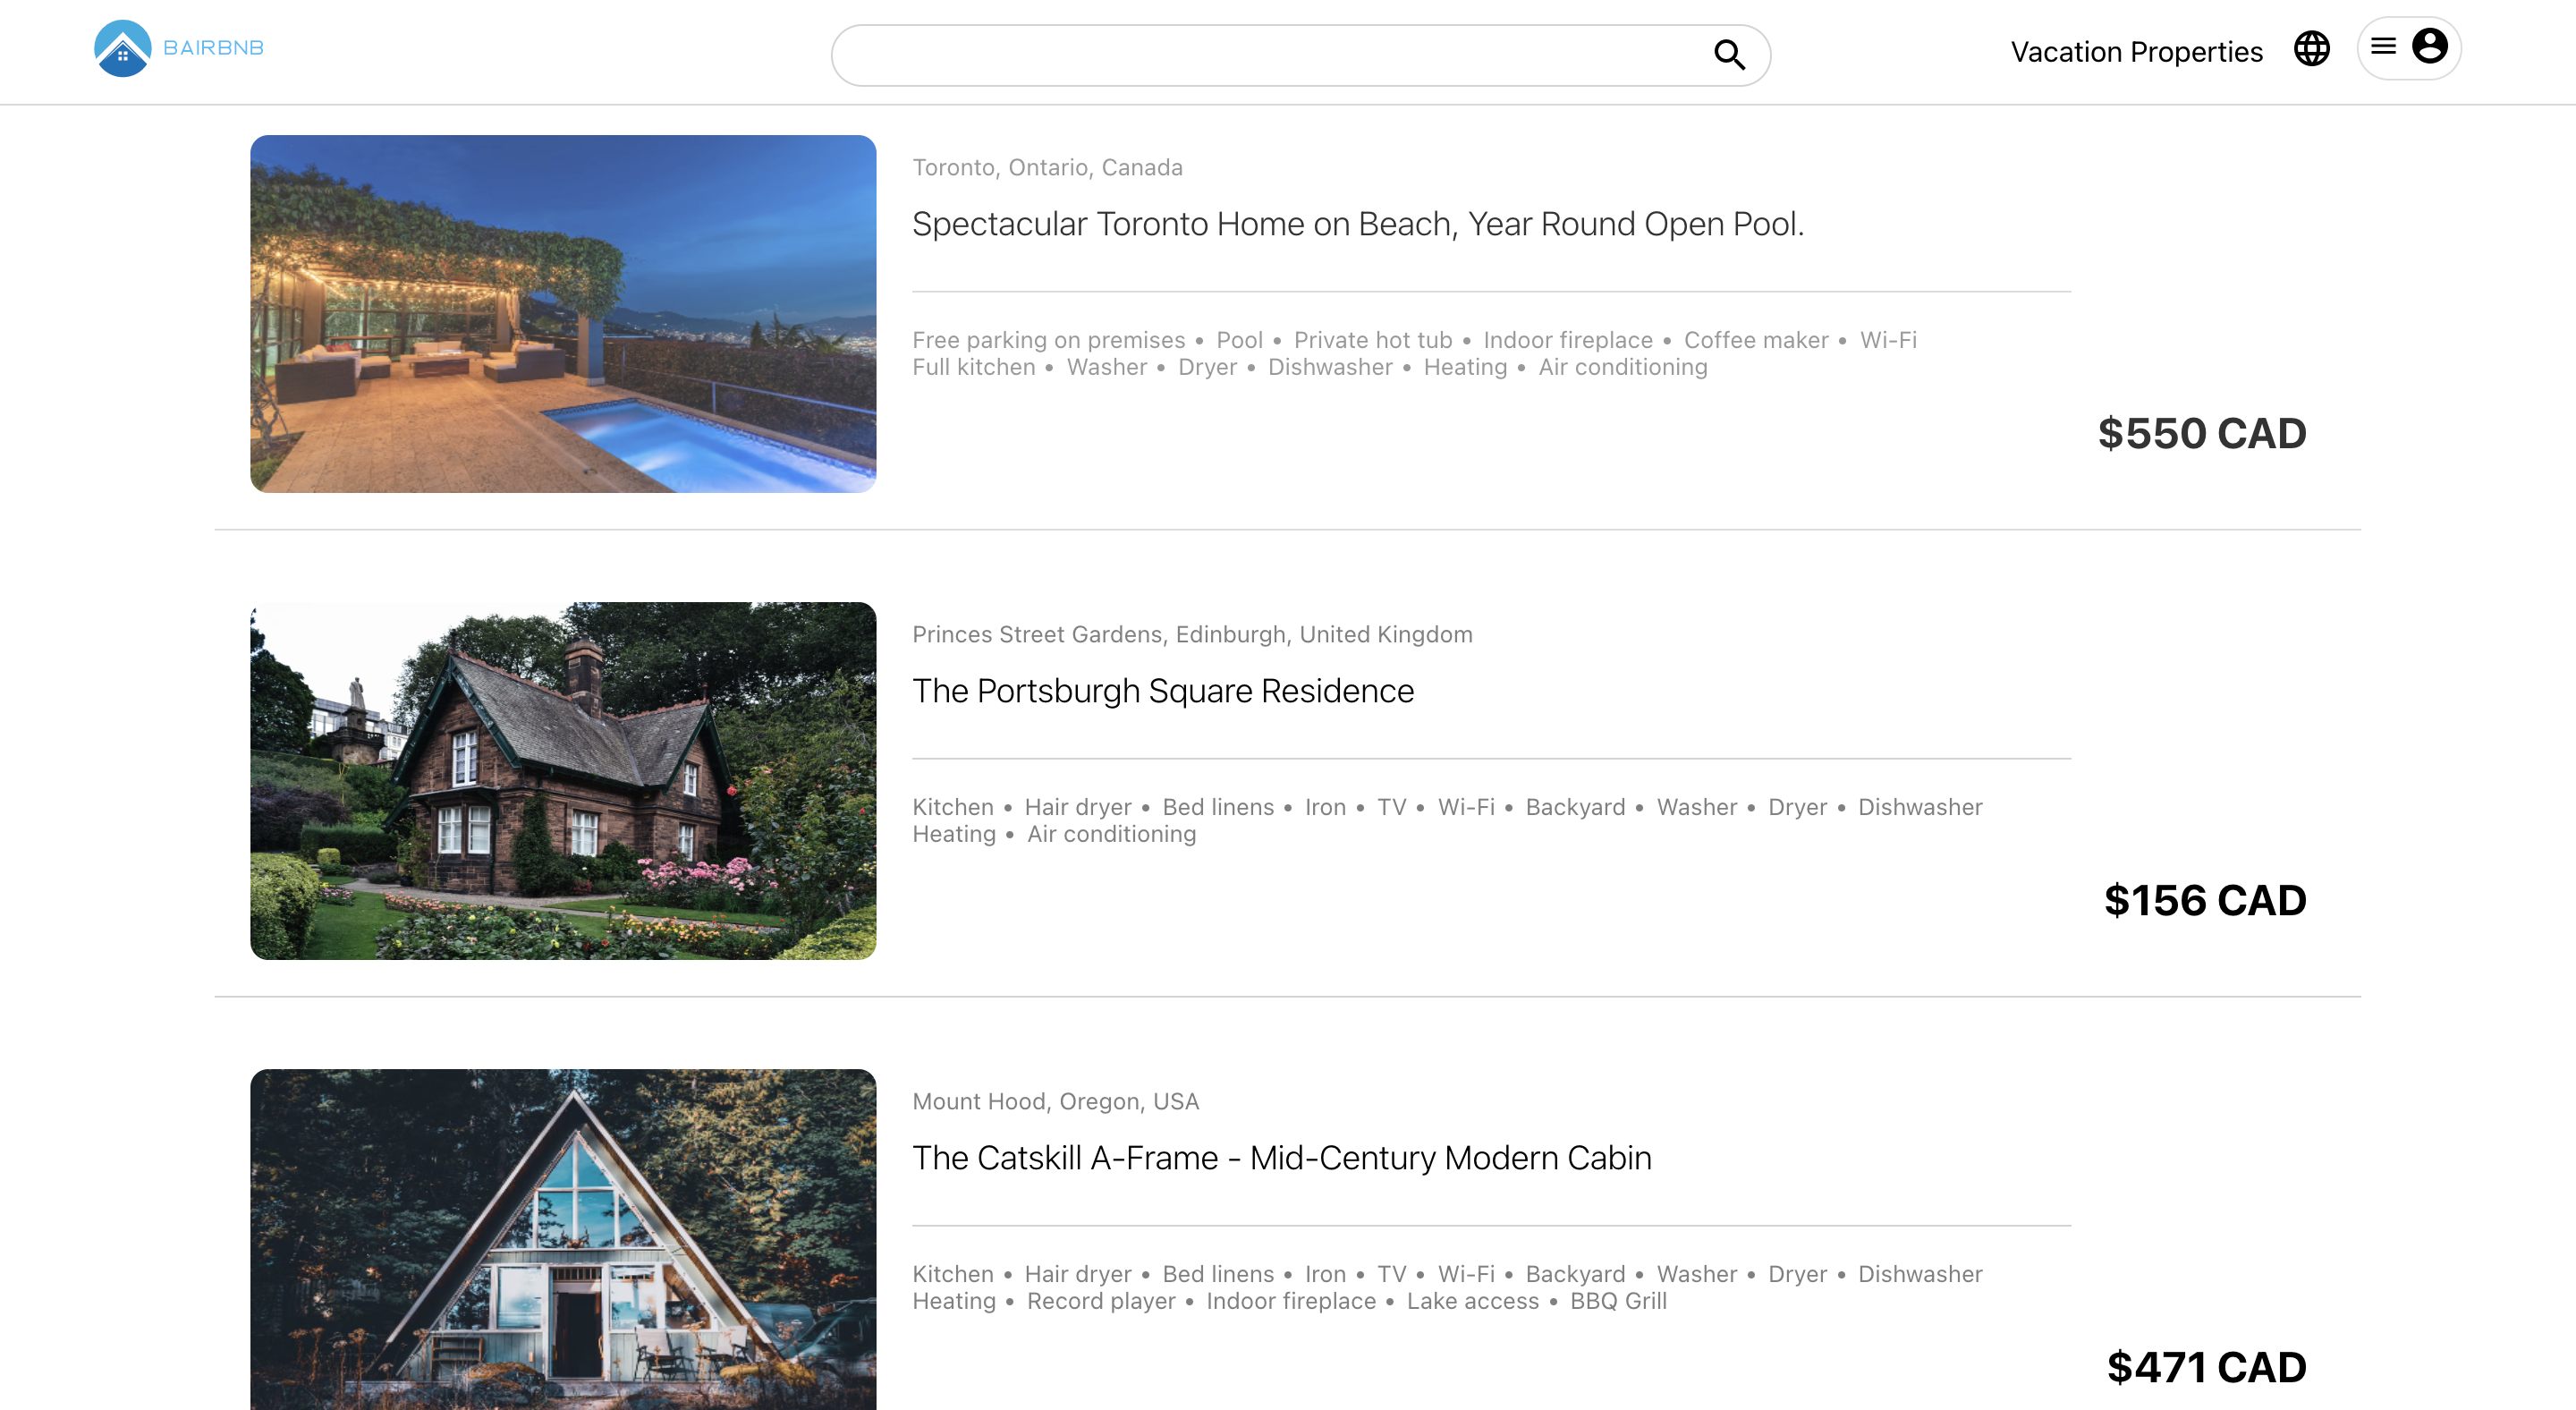 BAIRBNB
Vacation Properties
Toronto, Ontario, Canada
Spectacular Toronto Home on Beach, Year Round Open Pool.
Free parking on premises • Pool • Private hot tub • Indoor fireplace • Coffee maker • Wi-Fi
Full kitchen • Washer • Dryer • Dishwasher • Heating • Air conditioning
$550 CAD
Princes Street Gardens, Edinburgh, United Kingdom
The Portsburgh Square Residence
Kitchen • Hair dryer • Bed linens • Iron • TV • Wi-Fi • Backyard • Washer • Dryer • Dishwasher
Heating • Air conditioning
$156 CAD
Mount Hood, Oregon, USA
The Catskill A-Frame - Mid-Century Modern Cabin
Kitchen • Hair dryer • Bed linens • Iron • TV • Wi-Fi • Backyard • Washer • Dryer • Dishwasher
Heating • Record player • Indoor fireplace • Lake access • BBQ Grill
$471 CAD